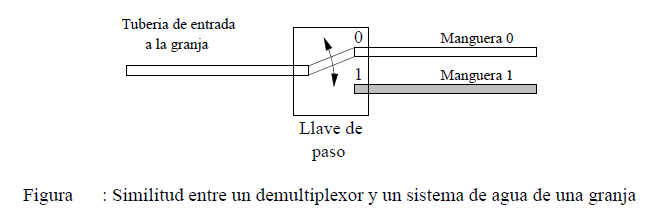 Tuberia de entrada
a la granja
0
Manguera 0
1
Manguera 1
Llave de
paso
Figura : Similitud entre un demultiplexor y un sistema de agua de una granja